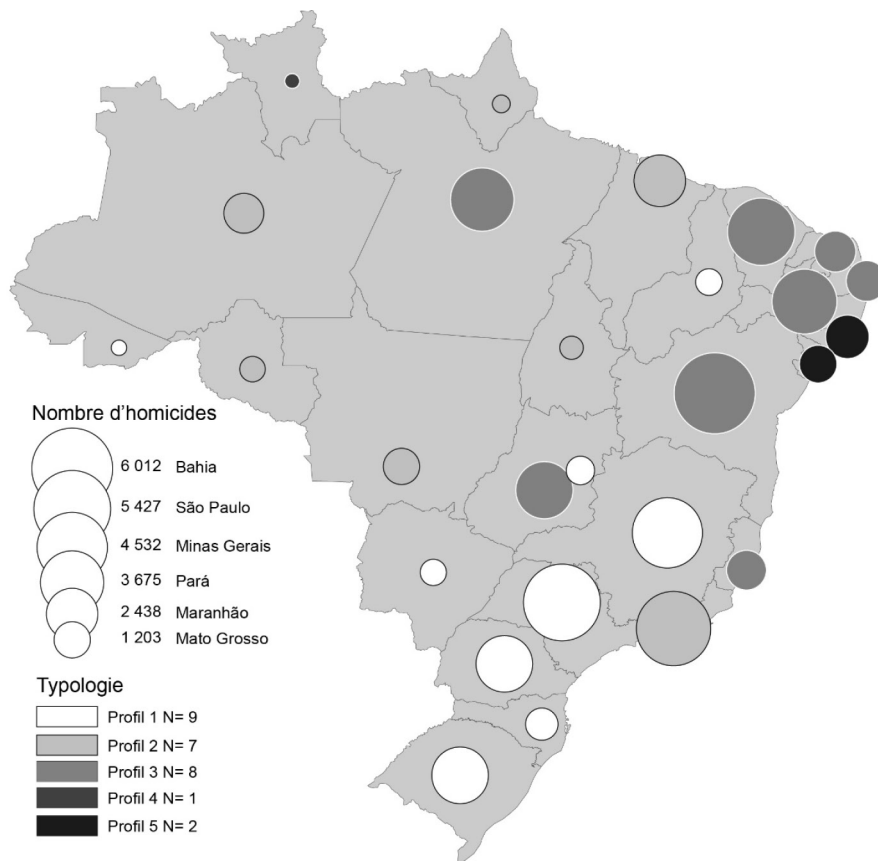 Nombre d’homicides
6 012 Bahia
5 427 São Paulo
4 532 Minas Gerais
3 675 Pará
2 438 Maranhão
1 203 Mato Grosso
Typologie
Profil 1 N= 9
Profil 2 N= 7
Profil 3 N= 8
Profil 4 N= 1
Profil 5 N= 2